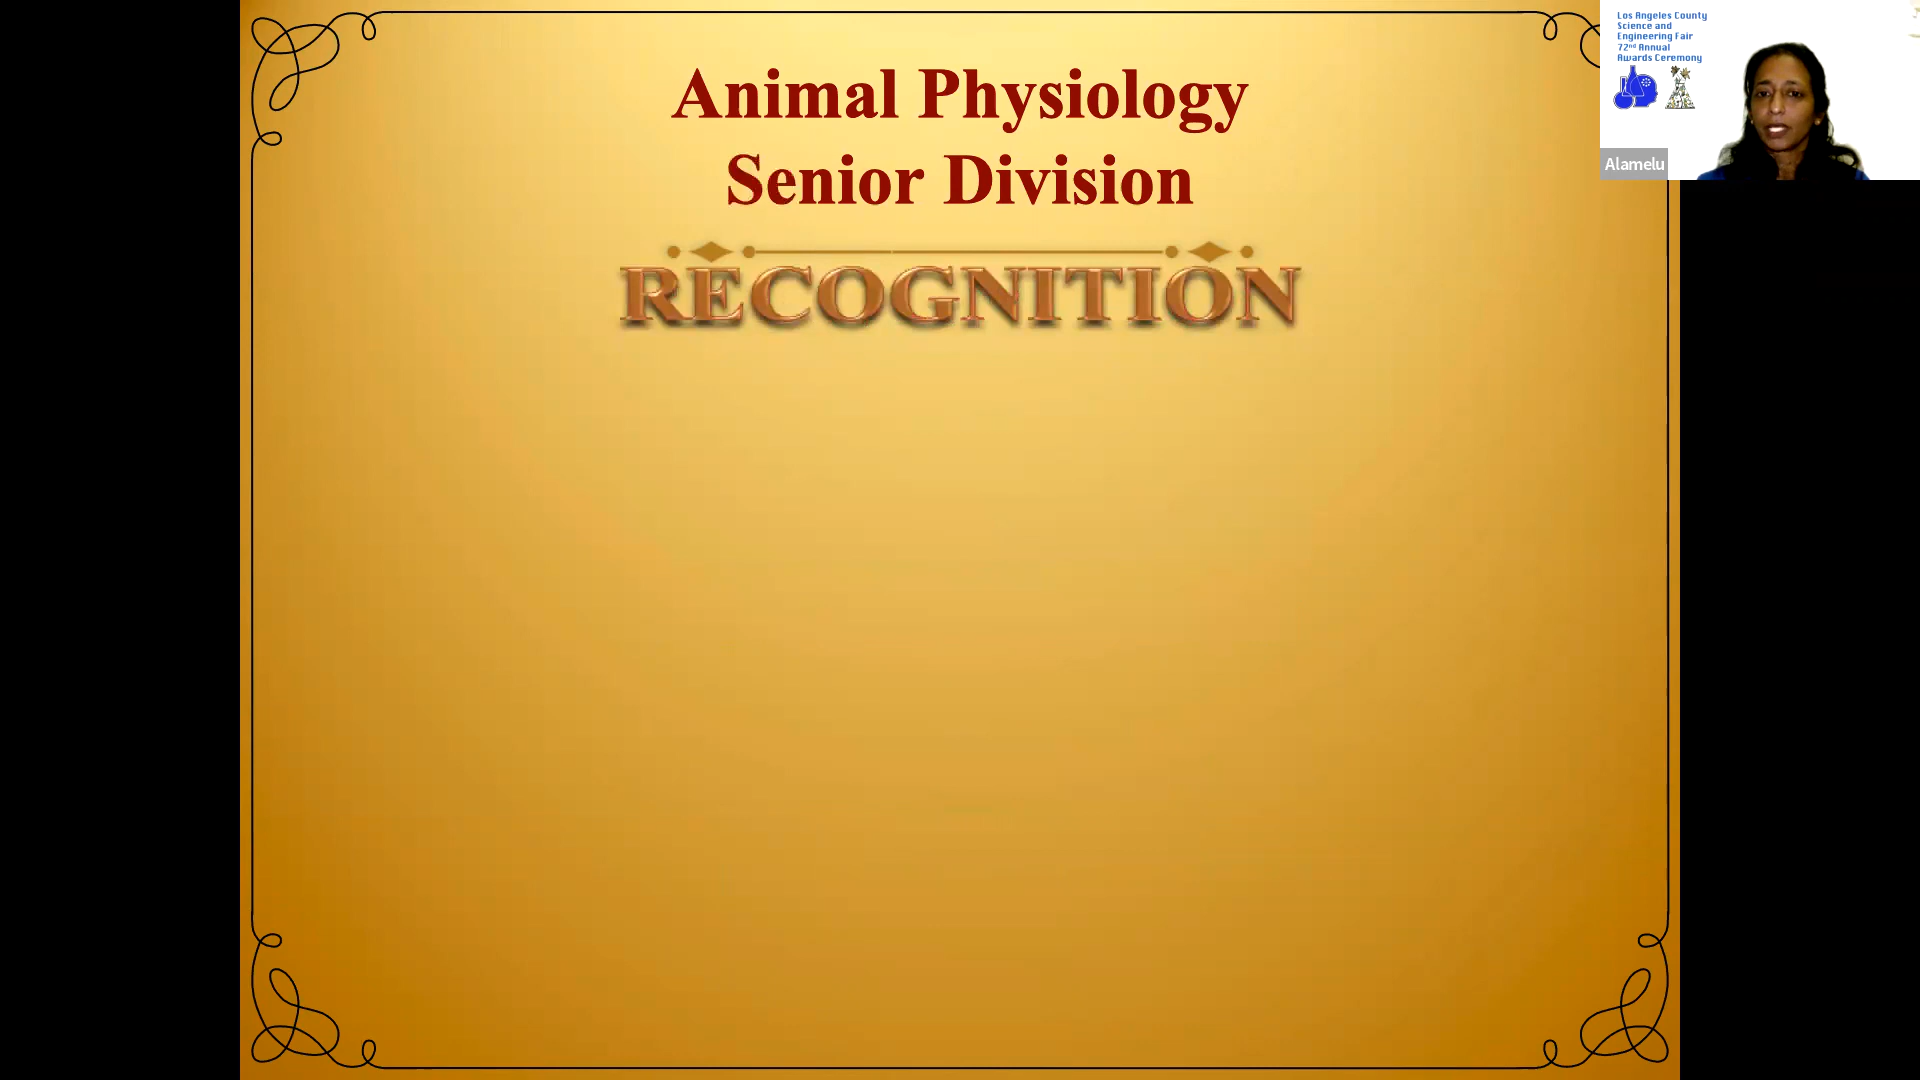 Animal Physiology
Senior Division
RECOGNITION
Los Angeles County
Science and
Engineering Fair
72nd Annual
Awards Ceremony
Alamelu